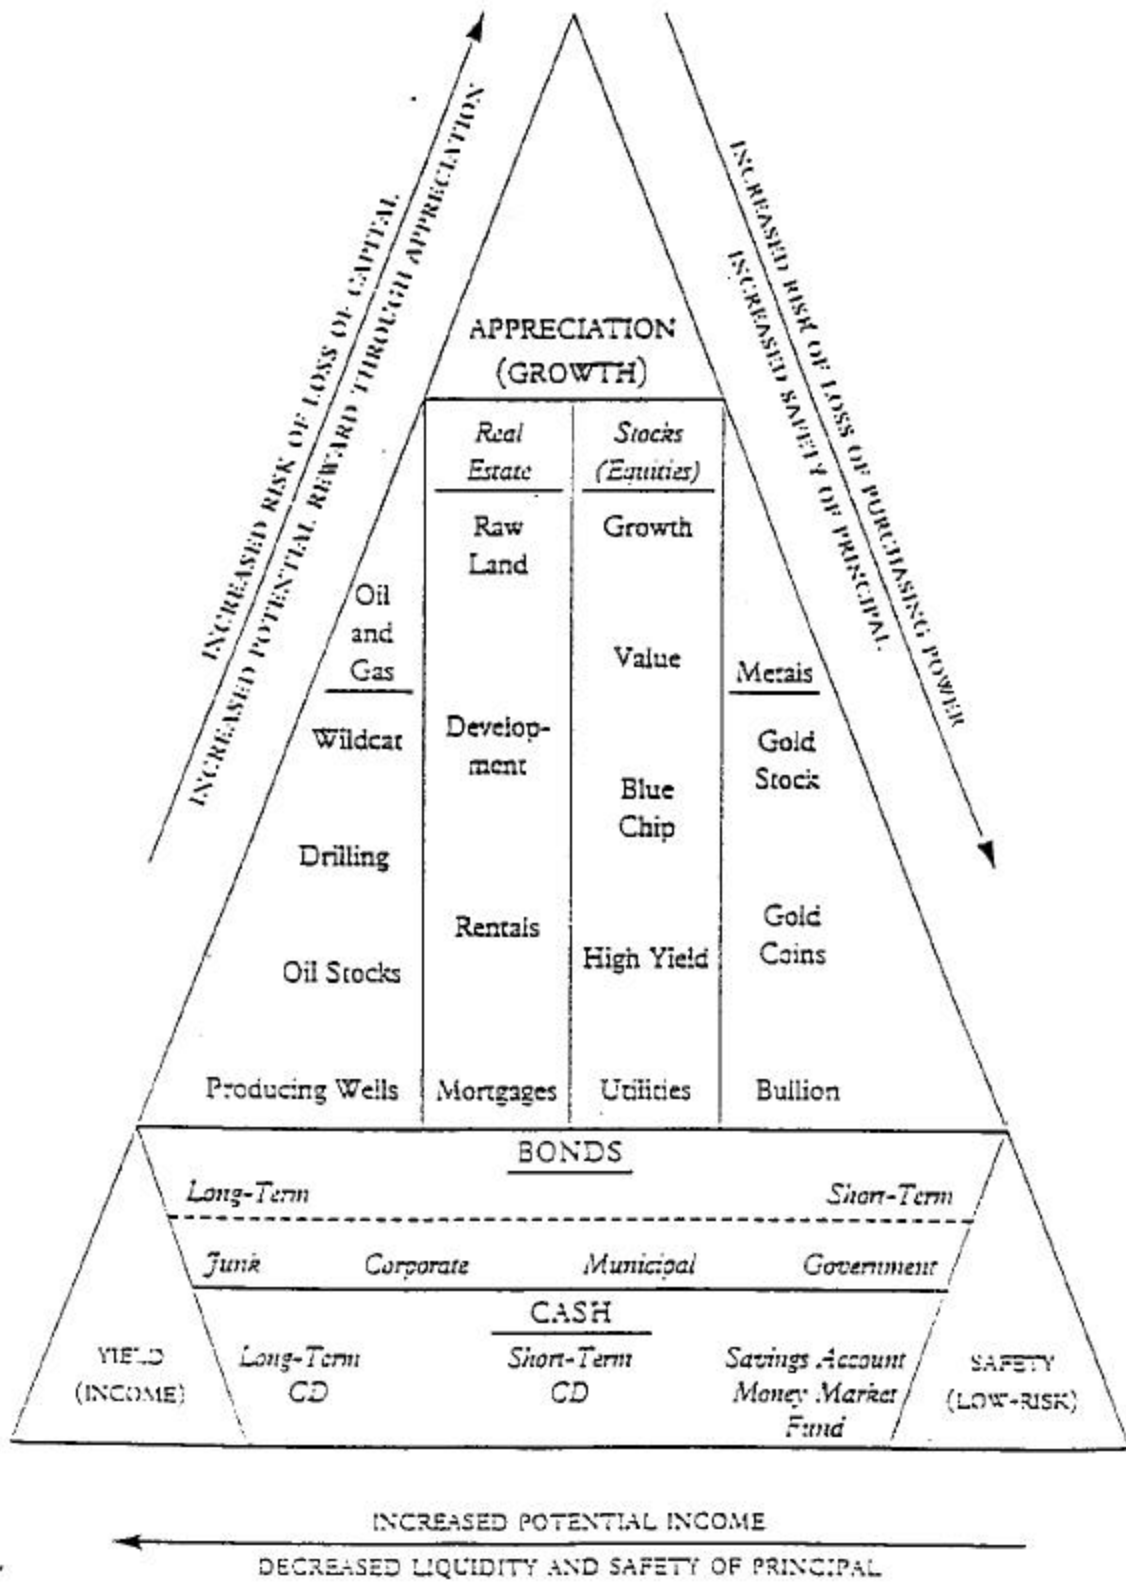 INCREASED RISK OF LOSS OF CAPITAL
INCREASED POTENTIAL REWARD THROUGH APPRECIATION
INCREASED RISK OF LOSS OF PURCHASING POWER
INCREASED SAFETY OF PRINCIPAL
APPRECIATION
(GROWTH)
Real
Estate
Stocks
(Equities)
Raw
Land
Growth
Oil
and
Gas
Value
Metals
Wildcat
Develop-
ment
Gold
Stock
Blue
Chip
Drilling
Rentals
Gold
Coins
Oil Stocks
High Yield
Producing Wells
Mortgages
Utilities
Bullion
BONDS
Long-Term
Short-Term
Junk
Corporate
Municipal
Government
CASH
YIELD
(INCOME)
Long-Term
CD
Short-Term
CD
Savings Account
Money Market
Fund
SAFETY
(LOW-RISK)
INCREASED POTENTIAL INCOME
DECREASED LIQUIDITY AND SAFETY OF PRINCIPAL